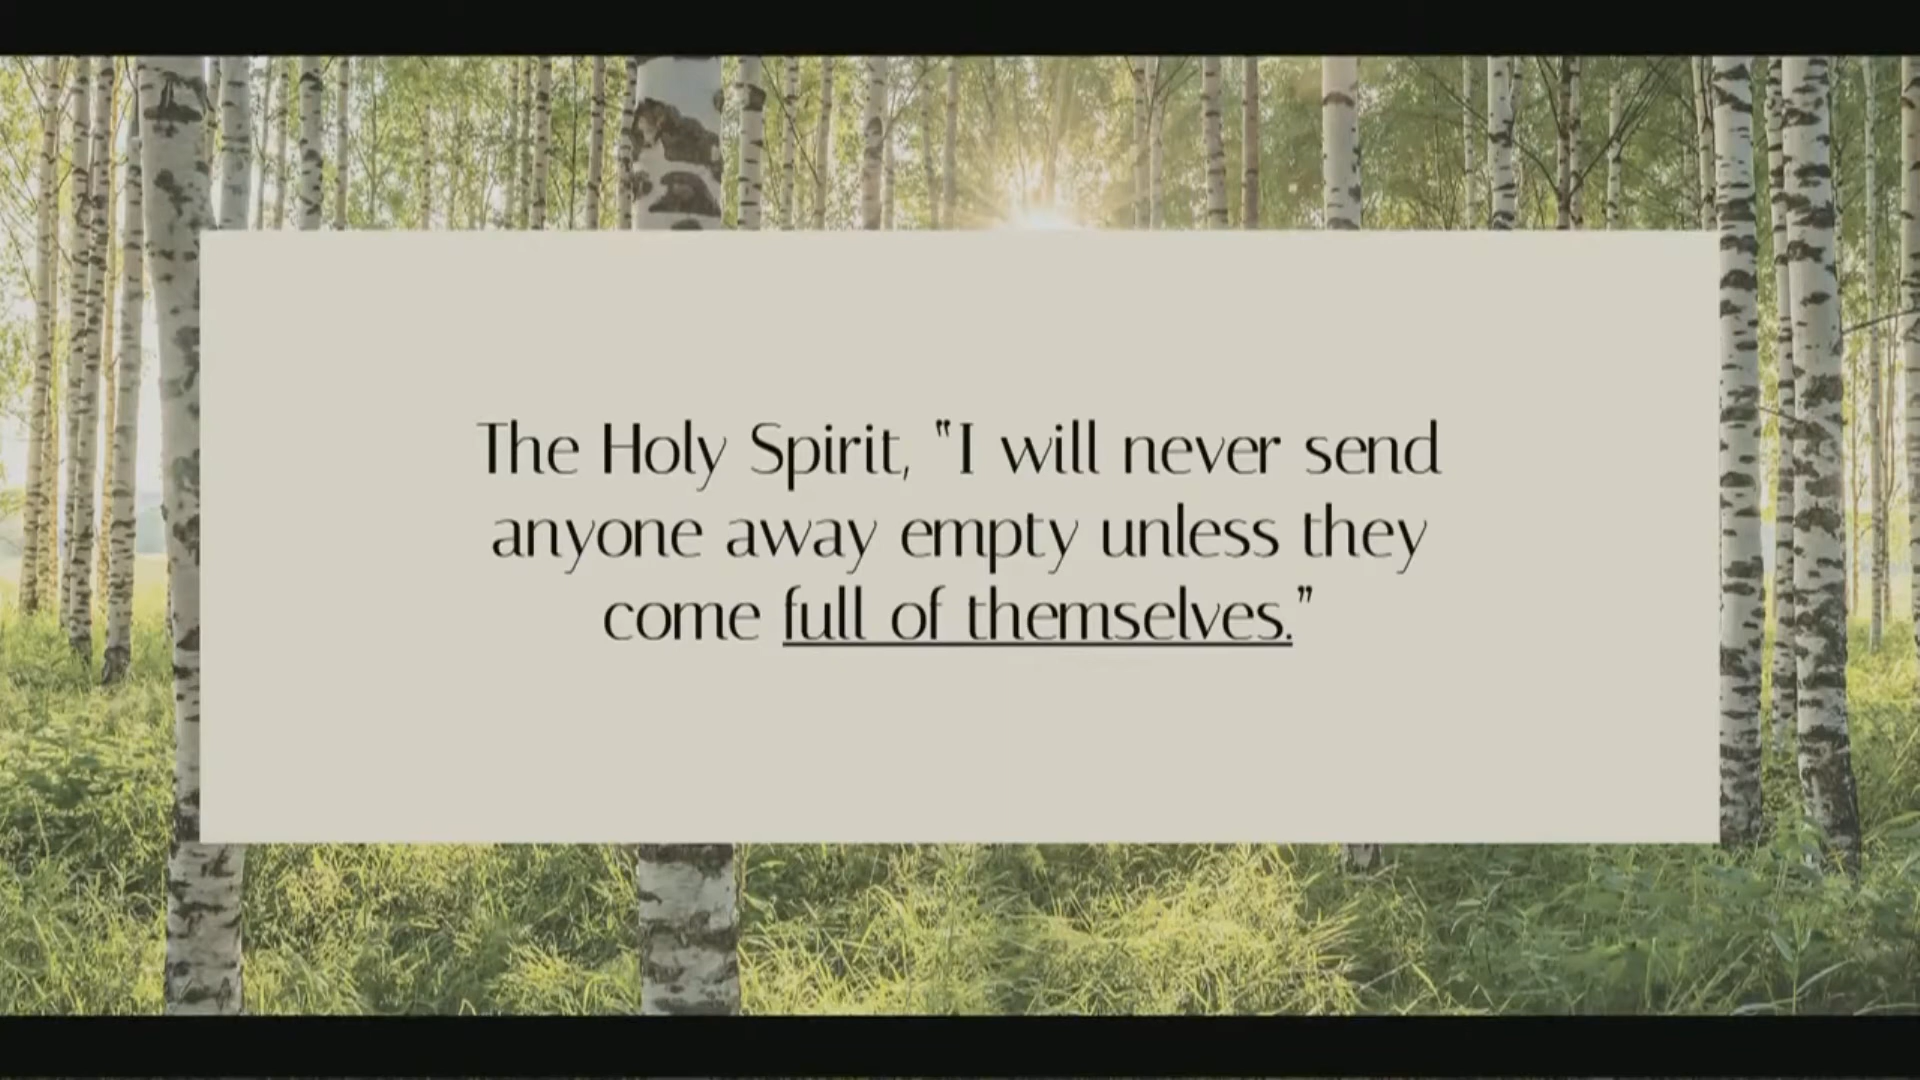 The Holy Spirit, "I will never send
anyone away empty unless they
come full of themselves."